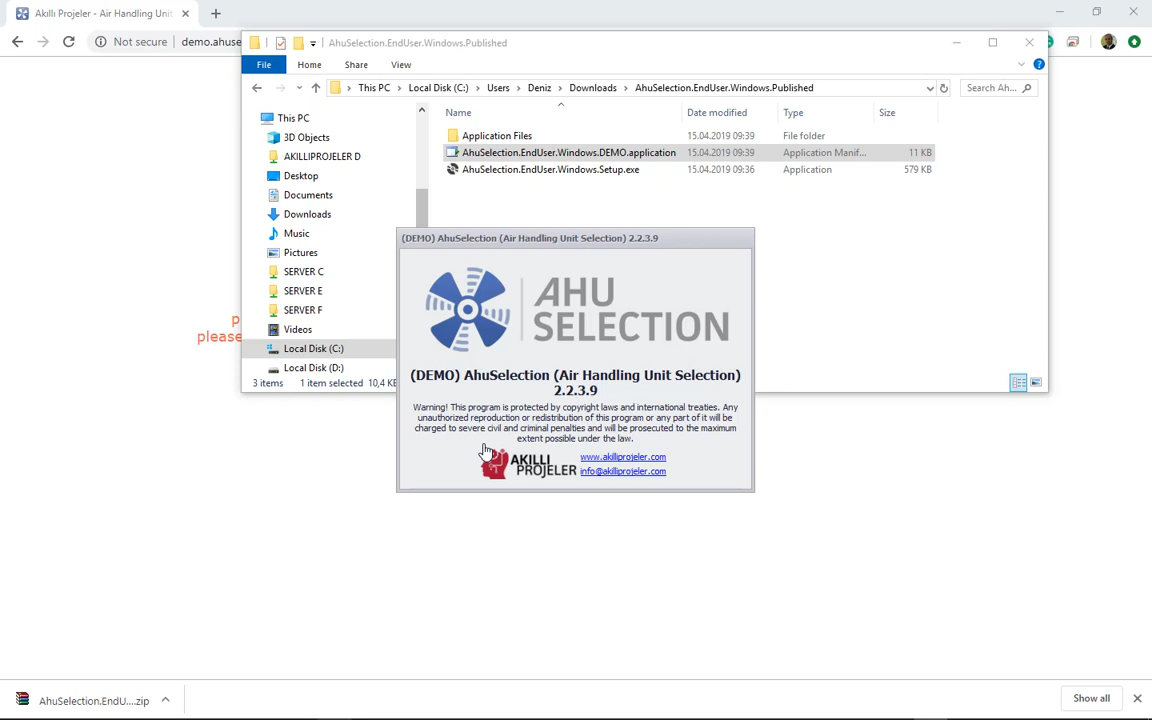 Akıllı Projeler - Air Handling Unit
Not secure demo.ahuse
AhuSelection.EndUser.Windows.Published
File Home Share View
This PC Local Disk (C:) Users Deniz Downloads AhuSelection.EndUser.Windows.Published Search Ah...
Name Date modified Type Size
This PC
3D Objects
AKILLIPROJELER D
Desktop
Documents
Downloads
Music
Pictures
SERVER C
SERVER E
SERVER F
Videos
Local Disk (C:)
Local Disk (D:)
Application Files 15.04.2019 09:39 File folder
AhuSelection.EndUser.Windows.DEMO.application 15.04.2019 09:39 Application Manif... 11 KB
AhuSelection.EndUser.Windows.Setup.exe 15.04.2019 09:36 Application 579 KB
3 items 1 item selected 10,4 KB
p
please
(DEMO) AhuSelection (Air Handling Unit Selection) 2.2.3.9
AHU
SELECTION
(DEMO) AhuSelection (Air Handling Unit Selection)
2.2.3.9
Warning! This program is protected by copyright laws and international treaties. Any
unauthorized reproduction or redistribution of this program or any part of it will be
charged to severe civil and criminal penalties and will be prosecuted to the maximum
extent possible under the law.
AKILLI
PROJELER
www.akilliprojeler.com
info@akilliprojeler.com
AhuSelection.EndU....zip
Show all